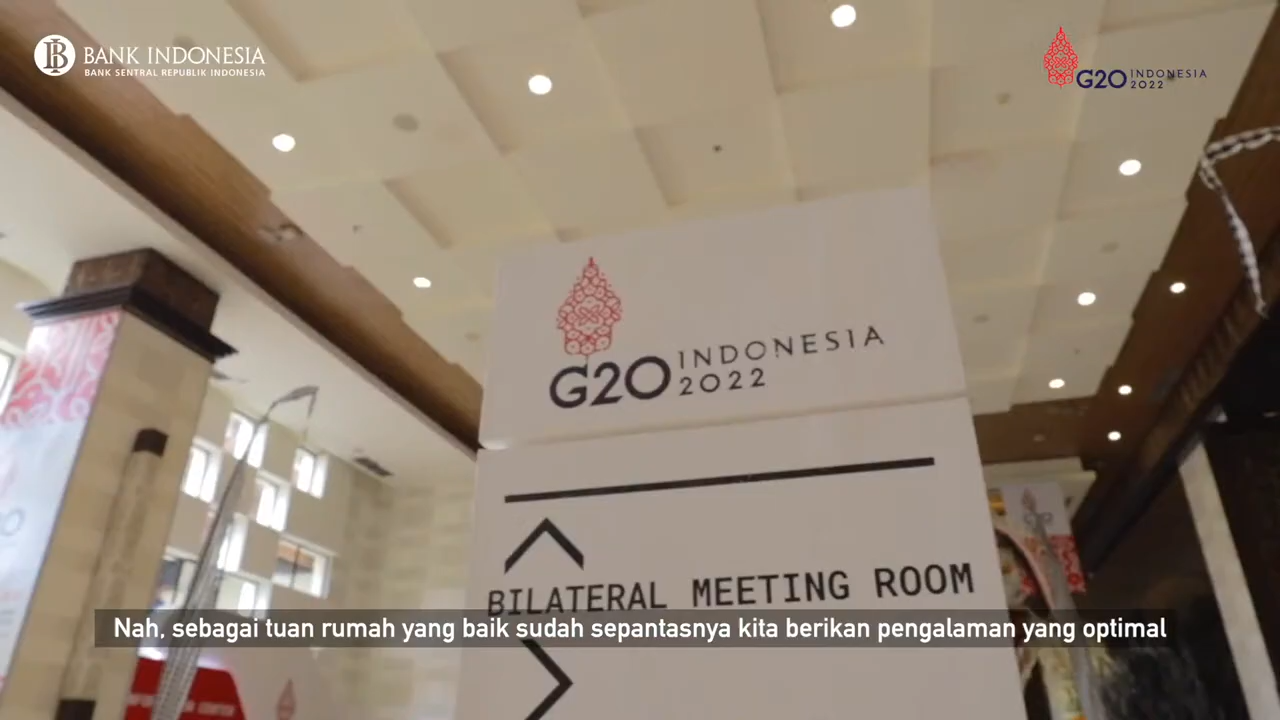 BANK INDONESIA
BANK SENTRAL REPUBLIK INDONESIA
G20 INDONESIA
2022
G20 INDONESIA
2022
BILATERAL MEETING ROOM
Nah, sebagai tuan rumah yang baik sudah sepantasnya kita berikan pengalaman yang optimal